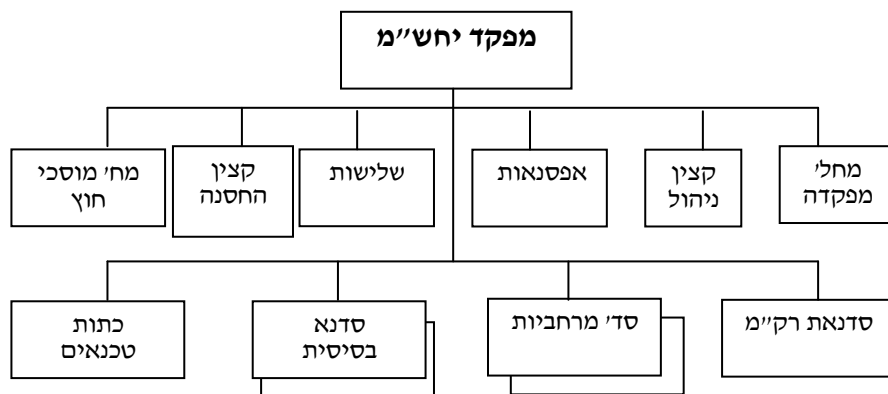 מפקד יחש״מ
מחל׳
מפקדה
קצין
ניהול
אפסנאות
שלישות
קצין
החסנה
מח׳ מוסכי
חוץ
סדנאת רק״מ
סד׳ מרחביות
סדנא
בסיסית
כתות
טכנאים